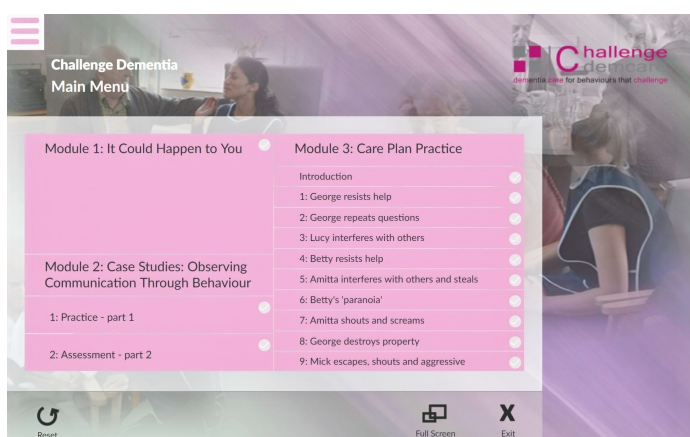 Challenge Dementia
Main Menu
Challenge
demcare
dementia care for behaviours that challenge
Module 1: It Could Happen to You
Module 2: Case Studies: Observing
Communication Through Behaviour
1: Practice - part 1
2: Assessment - part 2
Module 3: Care Plan Practice
Introduction
1: George resists help
2: George repeats questions
3: Lucy interferes with others
4: Betty resists help
5: Amitta interferes with others and steals
6: Betty's 'paranoia'
7: Amitta shouts and screams
8: George destroys property
9: Mick escapes, shouts and aggressive
Reset
Full Screen
X
Exit